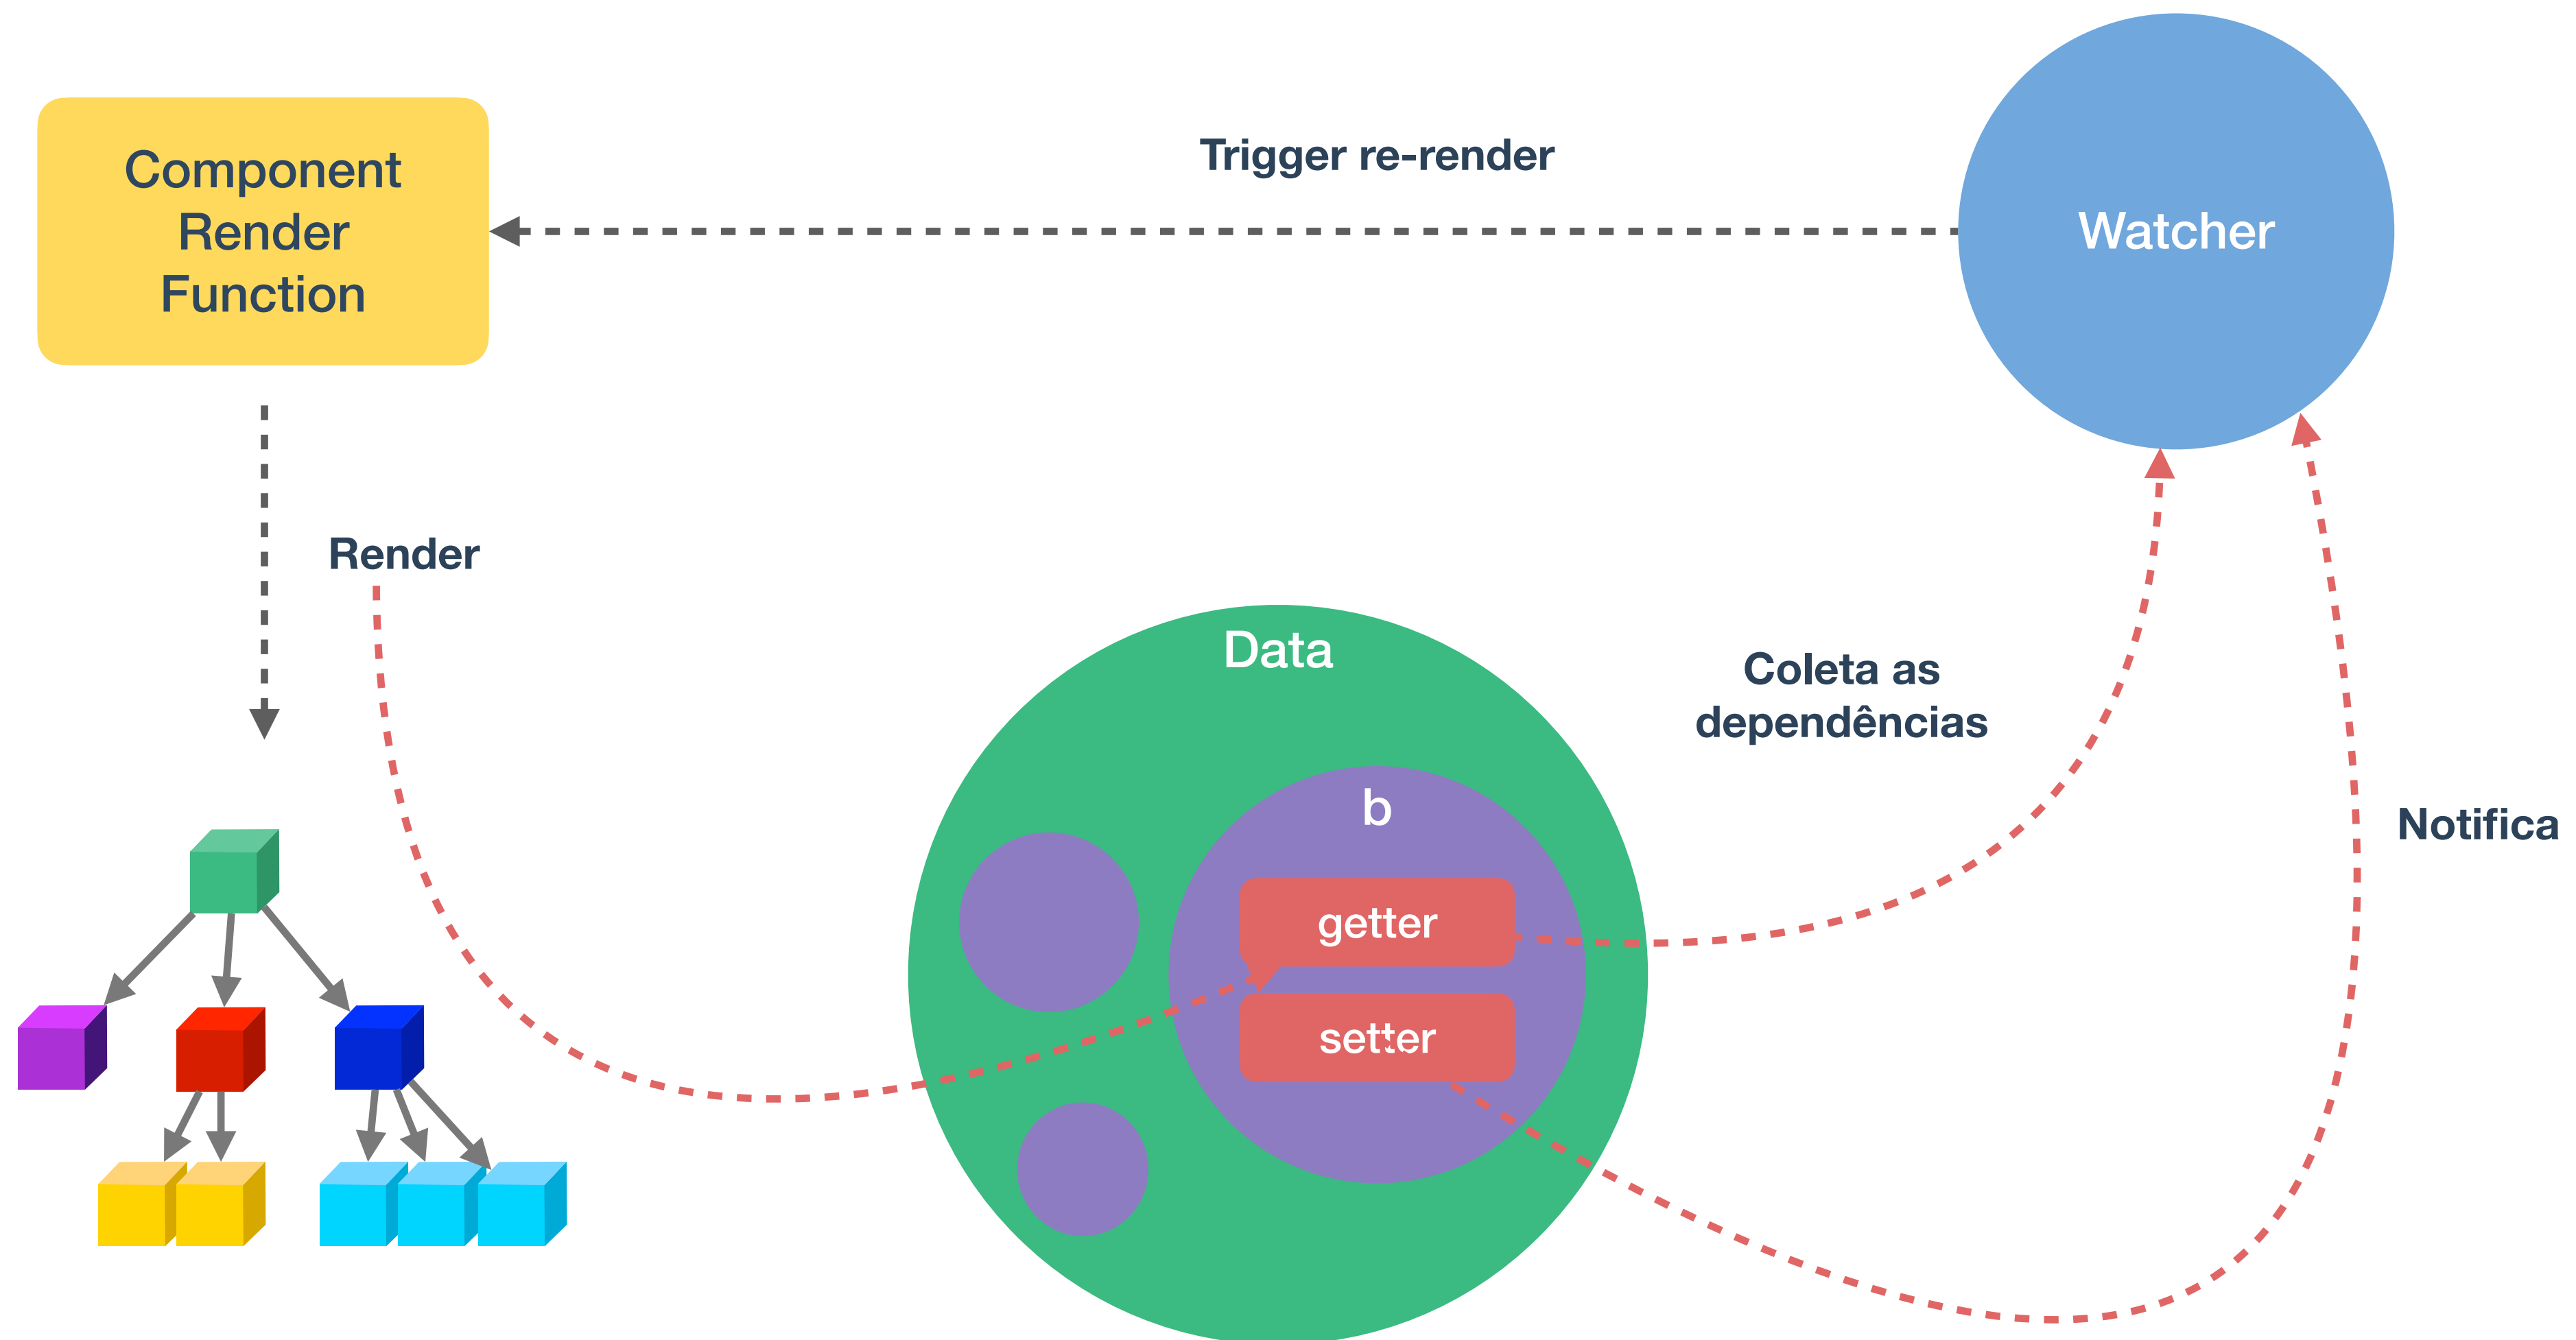 Component
Render
Function
Trigger re-render
Watcher
Render
Data
Coleta as
dependências
b
Notifica
getter
setter